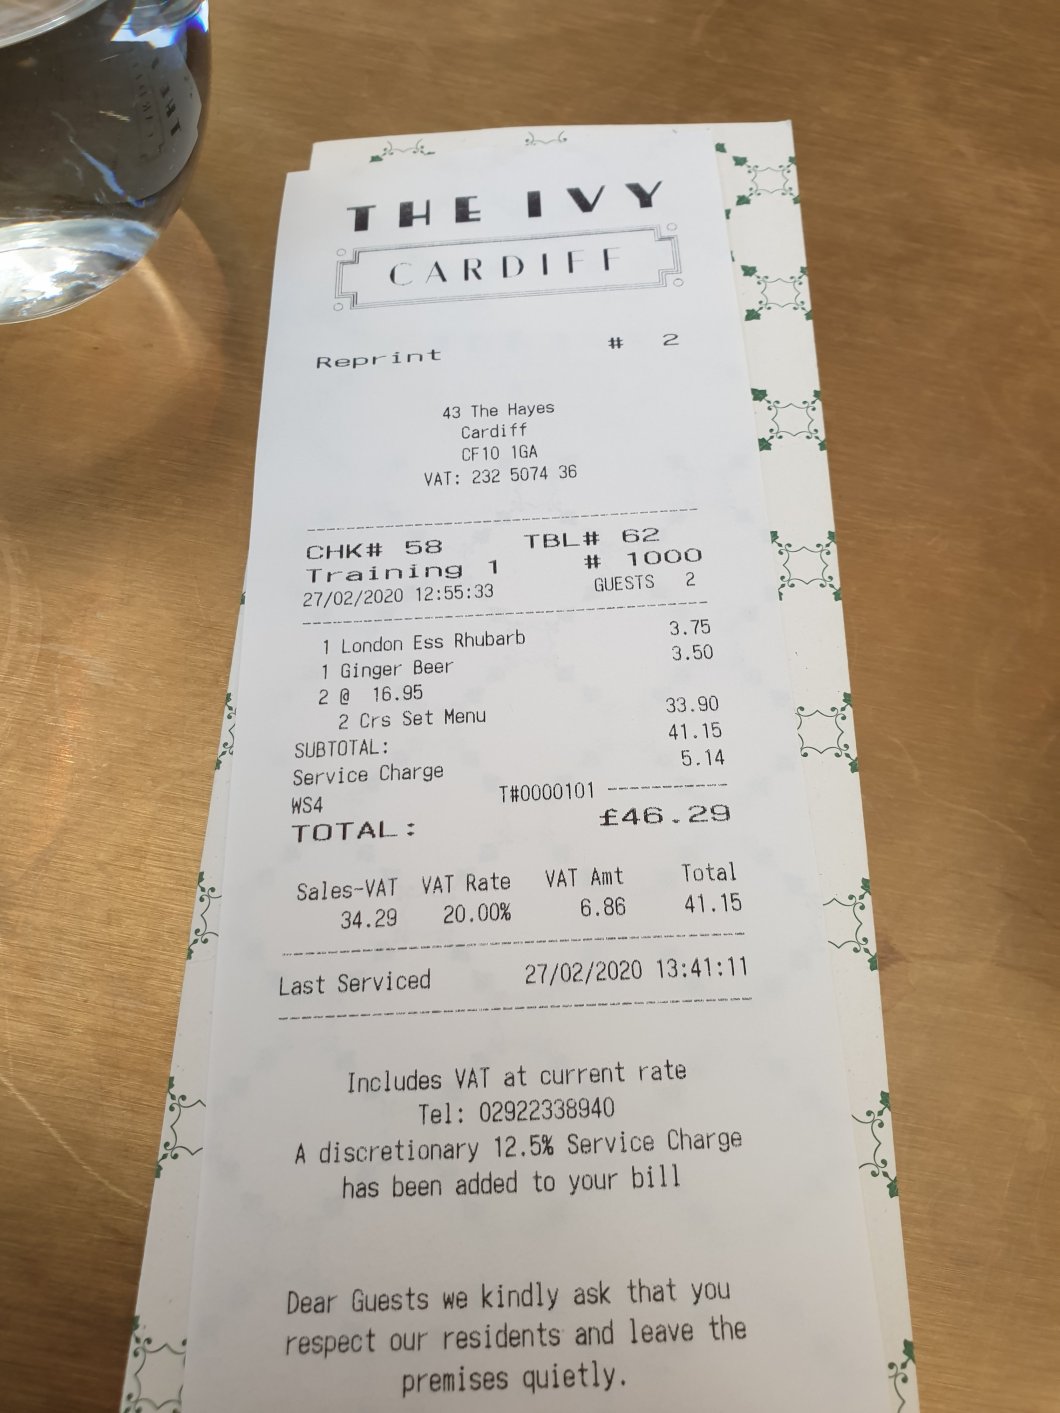 THE IVY
CARDIFF
Reprint # 2
43 The Hayes
Cardiff
CF10 1GA
VAT: 232 5074 36
CHK# 58 TBL# 62
Training 1 # 1000
27/02/2020 12:55:33 GUESTS 2
1 London Ess Rhubarb 3.75
1 Ginger Beer 3.50
2 @ 16.95
2 Crs Set Menu 33.90
SUBTOTAL: 41.15
Service Charge 5.14
WS4 T#0000101
TOTAL: £46.29
Sales-VAT VAT Rate VAT Amt Total
34.29 20.00% 6.86 41.15
Last Serviced 27/02/2020 13:41:11
Includes VAT at current rate
Tel: 02922338940
A discretionary 12.5% Service Charge
has been added to your bill
Dear Guests we kindly ask that you
respect our residents and leave the
premises quietly.